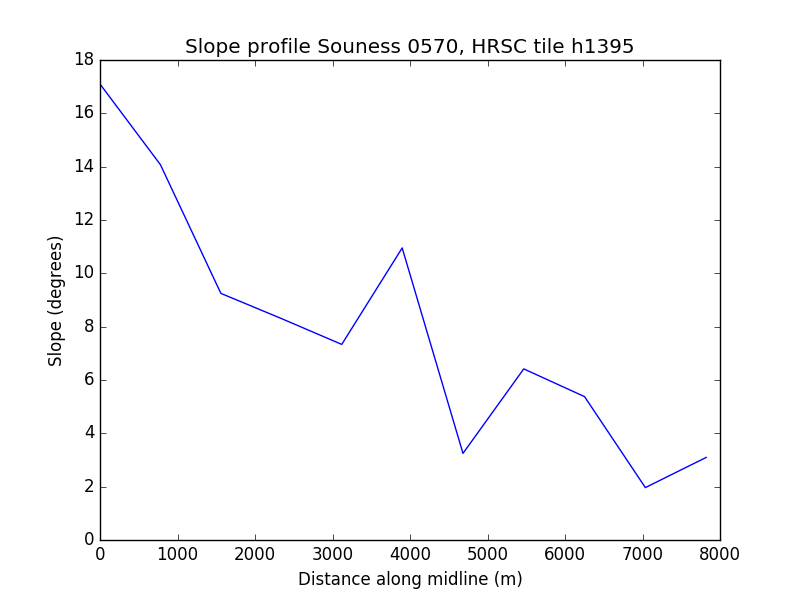 Slope profile Souness 0570, HRSC tile h1395
18
16
14
12
10
8
6
4
2
0
Slope (degrees)
0 1000 2000 3000 4000 5000 6000 7000 8000
Distance along midline (m)